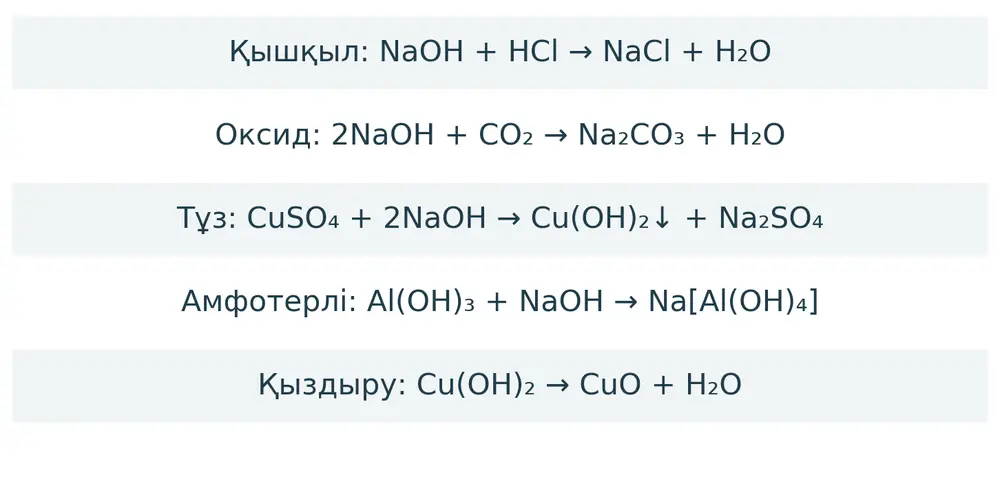 Қышқыл: NaOH + HCl → NaCl + H₂O
Оксид: 2NaOH + CO₂ → Na₂CO₃ + H₂O
Тұз: CuSO₄ + 2NaOH → Cu(OH)₂↓ + Na₂SO₄
Амфотерлі: Al(OH)₃ + NaOH → Na[Al(OH)₄]
Қыздыру: Cu(OH)₂ → CuO + H₂O